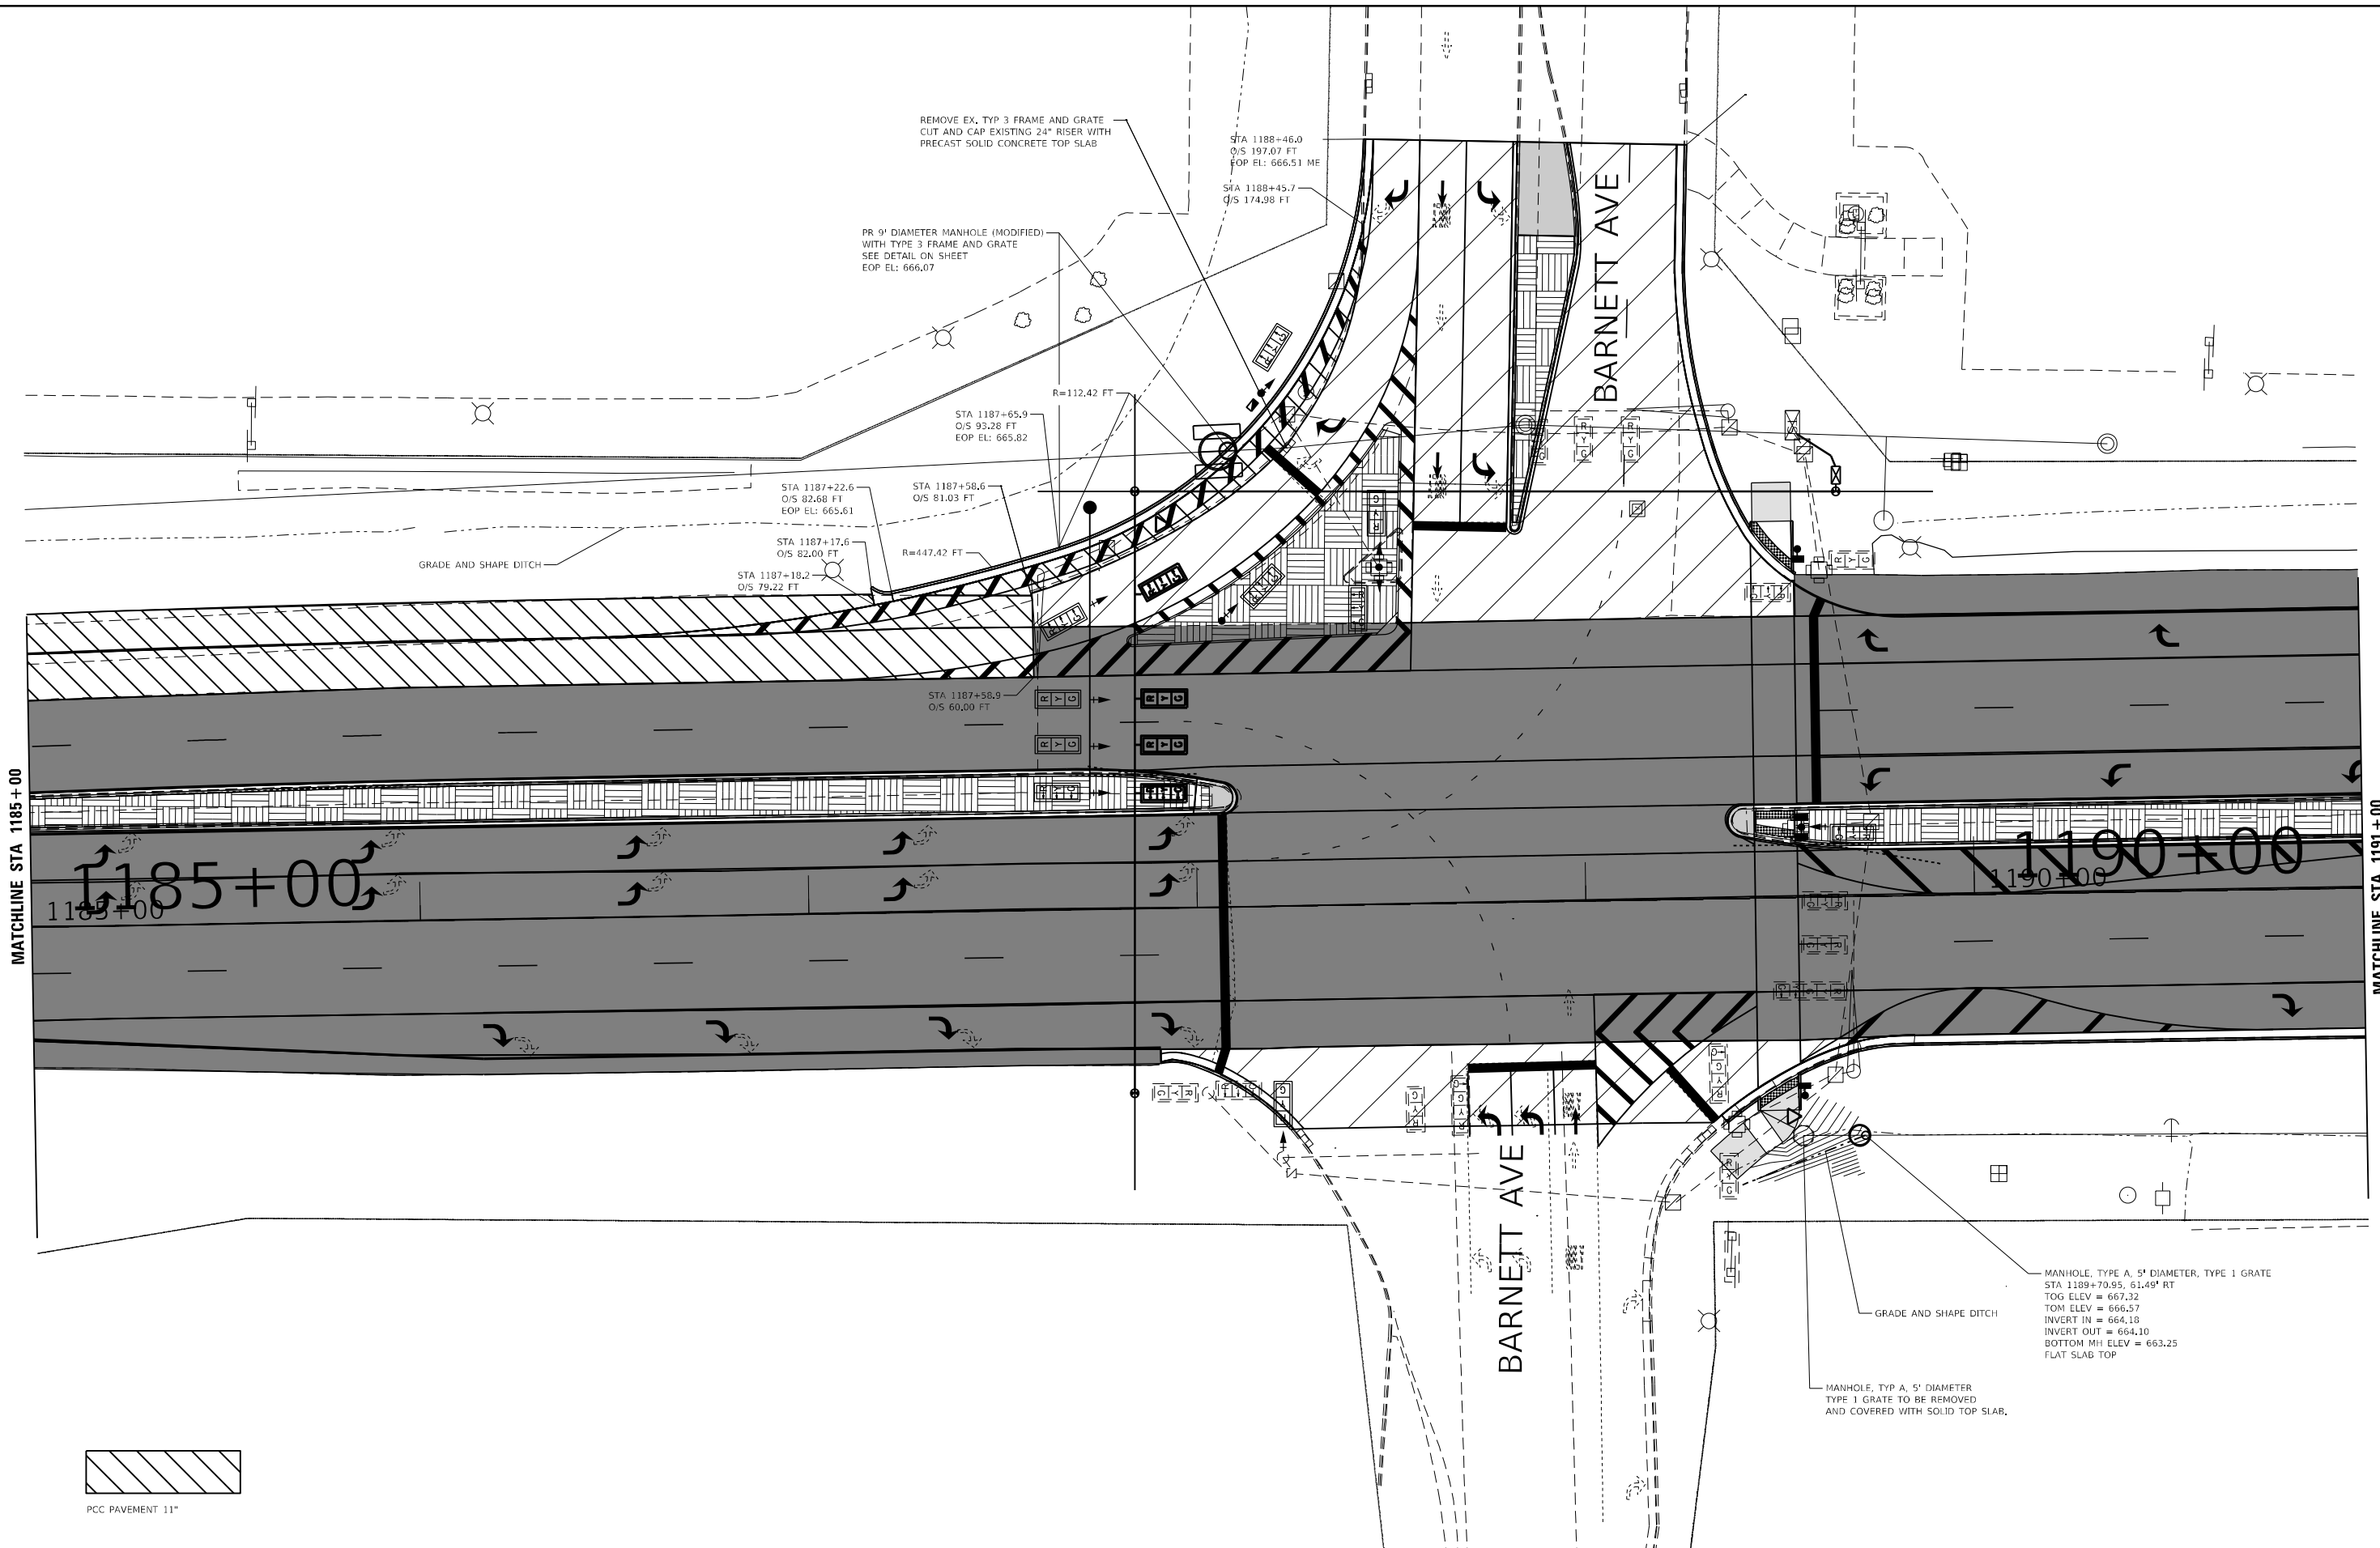 REMOVE EX. TYP 3 FRAME AND GRATE
CUT AND CAP EXISTING 24" RISER WITH
PRECAST SOLID CONCRETE TOP SLAB
STA 1188+46.0
O/S 197.07 FT
EOP EL: 666.51 ME
STA 1188+45.7
O/S 174.98 FT
PR 9' DIAMETER MANHOLE (MODIFIED)
WITH TYPE 3 FRAME AND GRATE
SEE DETAIL ON SHEET
EOP EL: 666.07
BARNETT AVE
R=112.42 FT
STA 1187+65.9
O/S 93.28 FT
EOP EL: 665.82
STA 1187+22.6
O/S 82.68 FT
EOP EL: 665.61
STA 1187+58.6
O/S 81.03 FT
STA 1187+17.6
O/S 82.00 FT
R=447.42 FT
GRADE AND SHAPE DITCH
STA 1187+18.2
O/S 79.22 FT
STA 1187+58.9
O/S 60.00 FT
R Y G
R Y G
R Y G
R Y G
MATCHLINE STA 1185+00
1185+00
1185+00
1190+00
1190+00
MATCHLINE STA 1191+00
BARNETT AVE
MANHOLE, TYPE A, 5' DIAMETER, TYPE 1 GRATE
STA 1189+70.95, 61.49' RT
TOG ELEV = 667.32
TOM ELEV = 666.57
INVERT IN = 664.18
INVERT OUT = 664.10
BOTTOM MH ELEV = 663.25
FLAT SLAB TOP
GRADE AND SHAPE DITCH
MANHOLE, TYP A, 5' DIAMETER
TYPE 1 GRATE TO BE REMOVED
AND COVERED WITH SOLID TOP SLAB.
PCC PAVEMENT 11"